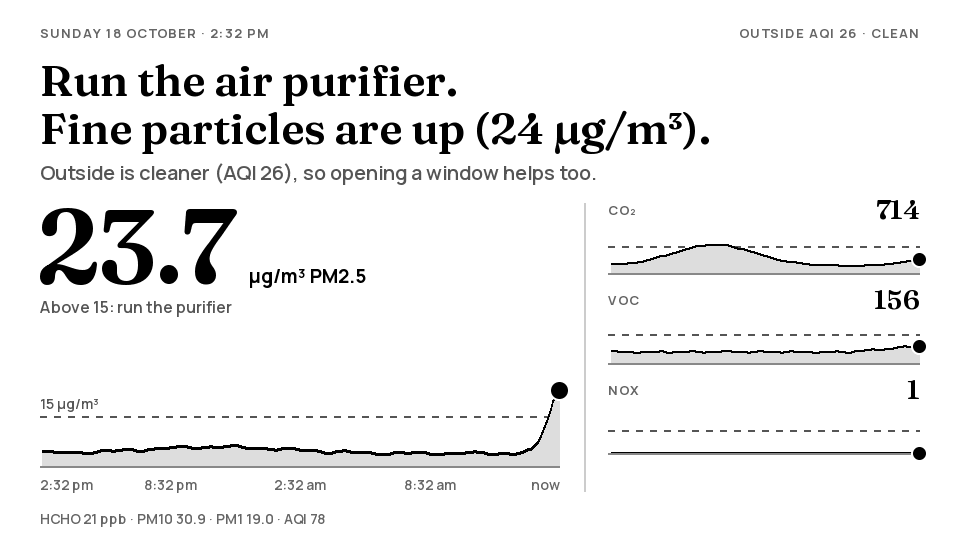 SUNDAY 18 OCTOBER · 2:32 PM
OUTSIDE AQI 26 · CLEAN
Run the air purifier.
Fine particles are up (24 µg/m³).
Outside is cleaner (AQI 26), so opening a window helps too.
23.7 µg/m³ PM2.5
Above 15: run the purifier
15 µg/m³
2:32 pm 8:32 pm 2:32 am 8:32 am now
CO₂ 714
VOC 156
NOX 1
HCHO 21 ppb · PM10 30.9 · PM1 19.0 · AQI 78